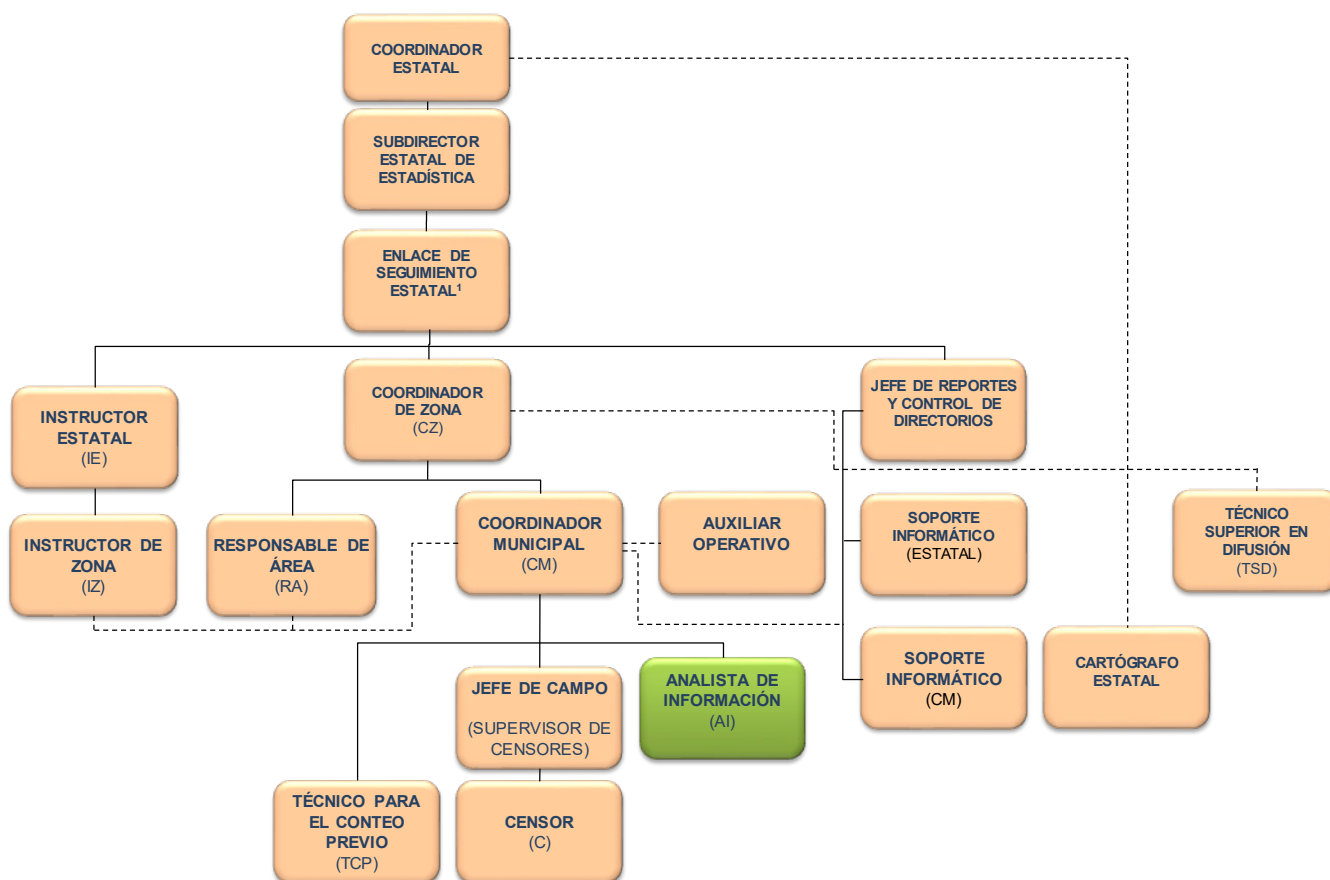 COORDINADOR
ESTATAL
SUBDIRECTOR
ESTATAL DE
ESTADÍSTICA
ENLACE DE
SEGUIMIENTO
ESTATAL¹
INSTRUCTOR
ESTATAL
(IE)
COORDINADOR
DE ZONA
(CZ)
JEFE DE REPORTES
Y CONTROL DE
DIRECTORIOS
INSTRUCTOR DE
ZONA
(IZ)
RESPONSABLE DE
ÁREA
(RA)
COORDINADOR
MUNICIPAL
(CM)
AUXILIAR
OPERATIVO
SOPORTE
INFORMÁTICO
(ESTATAL)
TÉCNICO
SUPERIOR EN
DIFUSIÓN
(TSD)
JEFE DE CAMPO
(SUPERVISOR DE
CENSORES)
ANALISTA DE
INFORMACIÓN
(AI)
SOPORTE
INFORMÁTICO
(CM)
CARTÓGRAFO
ESTATAL
TÉCNICO PARA
EL CONTEO
PREVIO
(TCP)
CENSOR
(C)